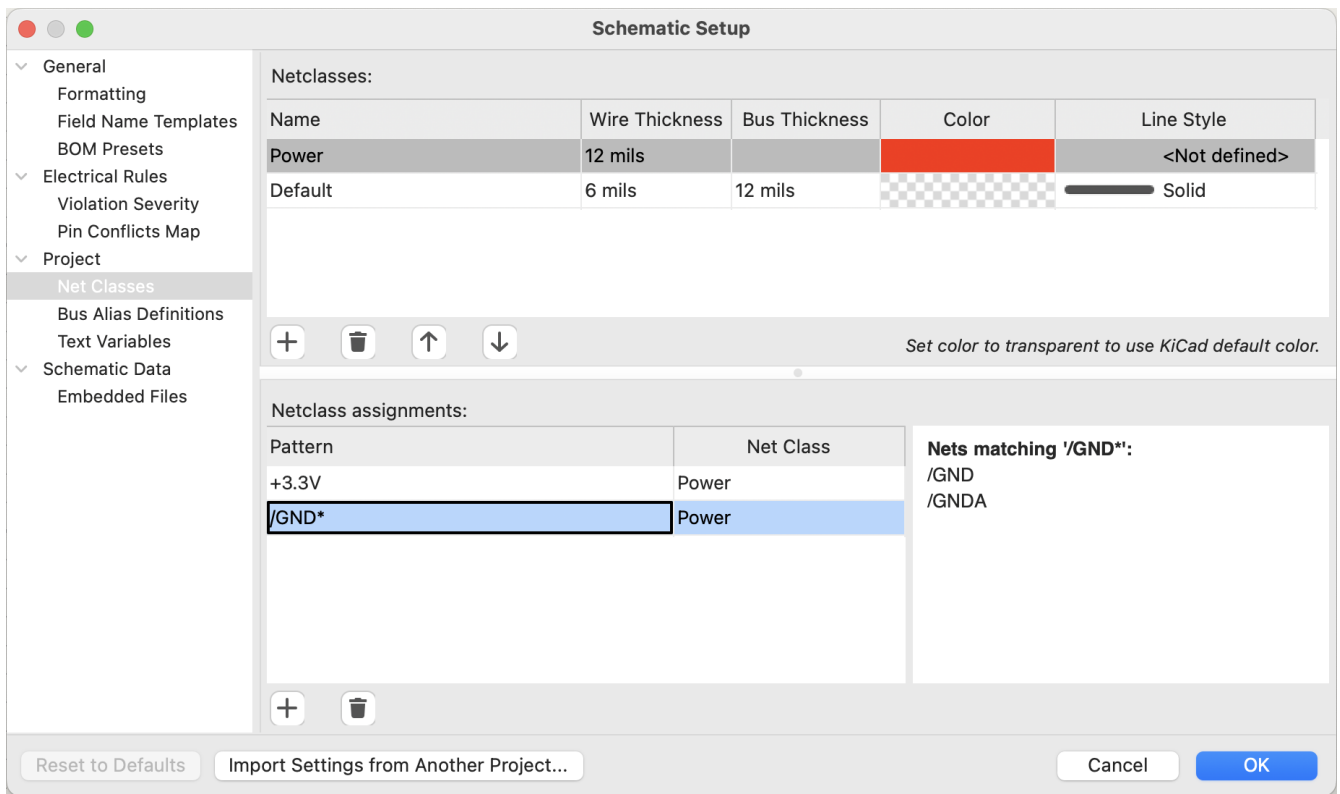 Schematic Setup
General
Formatting
Field Name Templates
BOM Presets
Electrical Rules
Violation Severity
Pin Conflicts Map
Project
Net Classes
Bus Alias Definitions
Text Variables
Schematic Data
Embedded Files
Netclasses:
Name Wire Thickness Bus Thickness Color Line Style
Power 12 mils <Not defined>
Default 6 mils 12 mils Solid
Set color to transparent to use KiCad default color.
Netclass assignments:
Pattern Net Class
+3.3V Power
/GND* Power
Nets matching '/GND*':
/GND
/GNDA
Reset to Defaults Import Settings from Another Project... Cancel OK